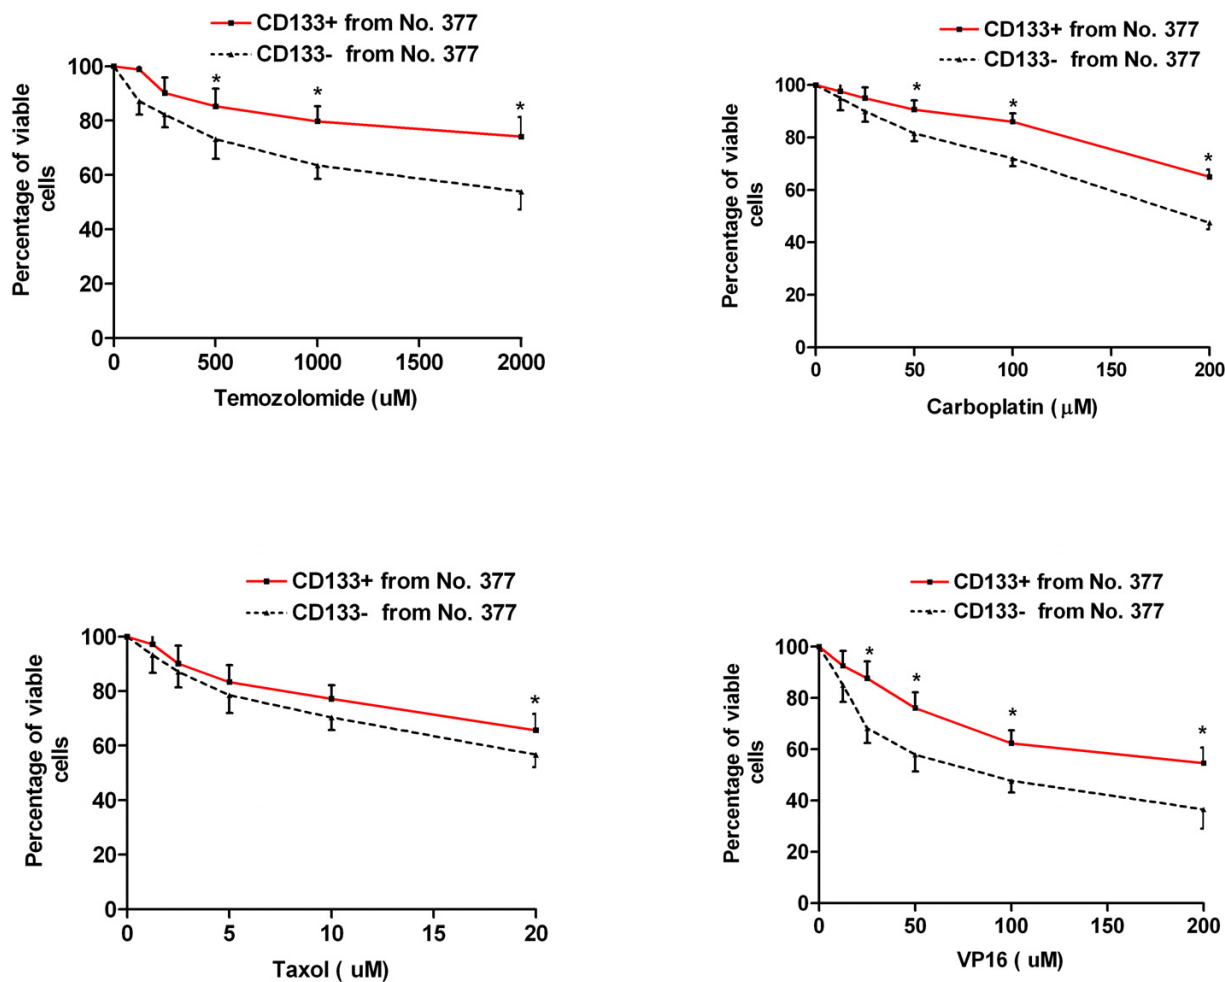 CD133+ from No. 377
CD133- from No. 377
Percentage of viable
cells
100
80
60
40
20
0
*
*
*
0 500 1000 1500 2000
Temozolomide (uM)
CD133+ from No. 377
CD133- from No. 377
Percentage of viable
cells
100
80
60
40
20
0
*
*
*
0 50 100 150 200
Carboplatin (μM)
CD133+ from No. 377
CD133- from No. 377
Percentage of viable
cells
100
80
60
40
20
0
*
0 5 10 15 20
Taxol ( uM)
CD133+ from No. 377
CD133- from No. 377
Percentage of viable
cells
100
80
60
40
20
0
*
*
*
*
0 50 100 150 200
VP16 ( uM)